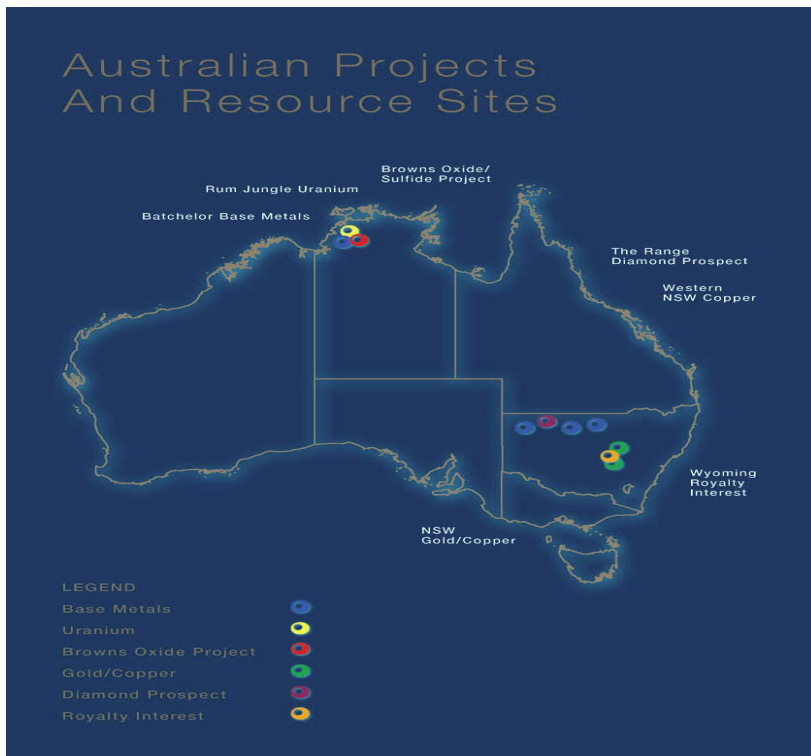 Australian Projects
And Resource Sites
Browns Oxide/
Sulfide Project
Rum Jungle Uranium
Batchelor Base Metals
The Range
Diamond Prospect
Western
NSW Copper
Wyoming
Royalty
Interest
NSW
Gold/Copper
LEGEND
Base Metals
Uranium
Browns Oxide Project
Gold/Copper
Diamond Prospect
Royalty Interest